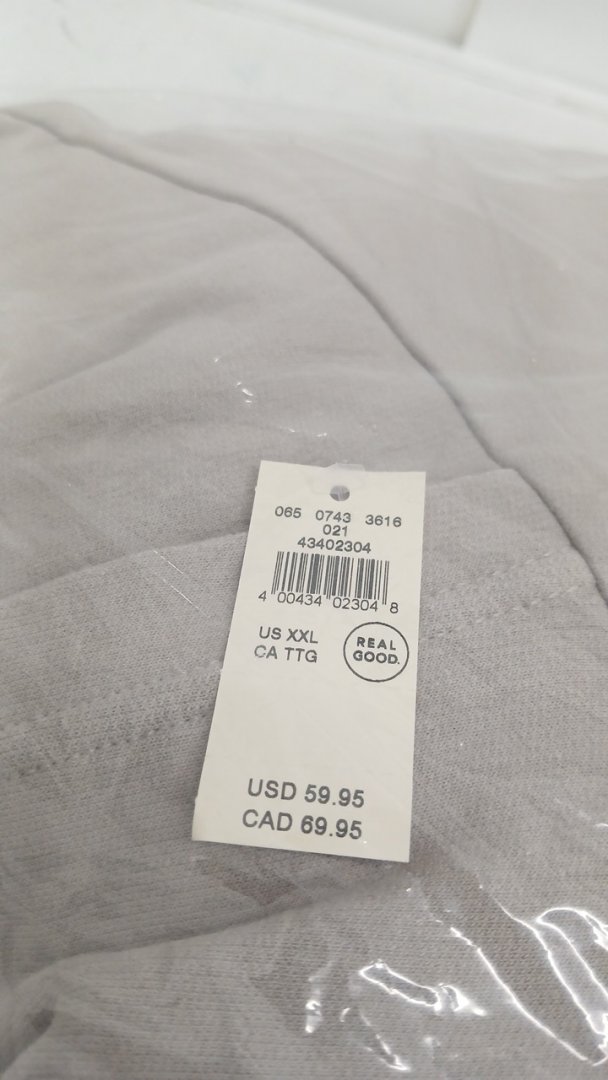 065 0743 3616
021
43402304
4 00434 02304 8
US XXL
CA TTG
REAL
GOOD.
USD 59.95
CAD 69.95